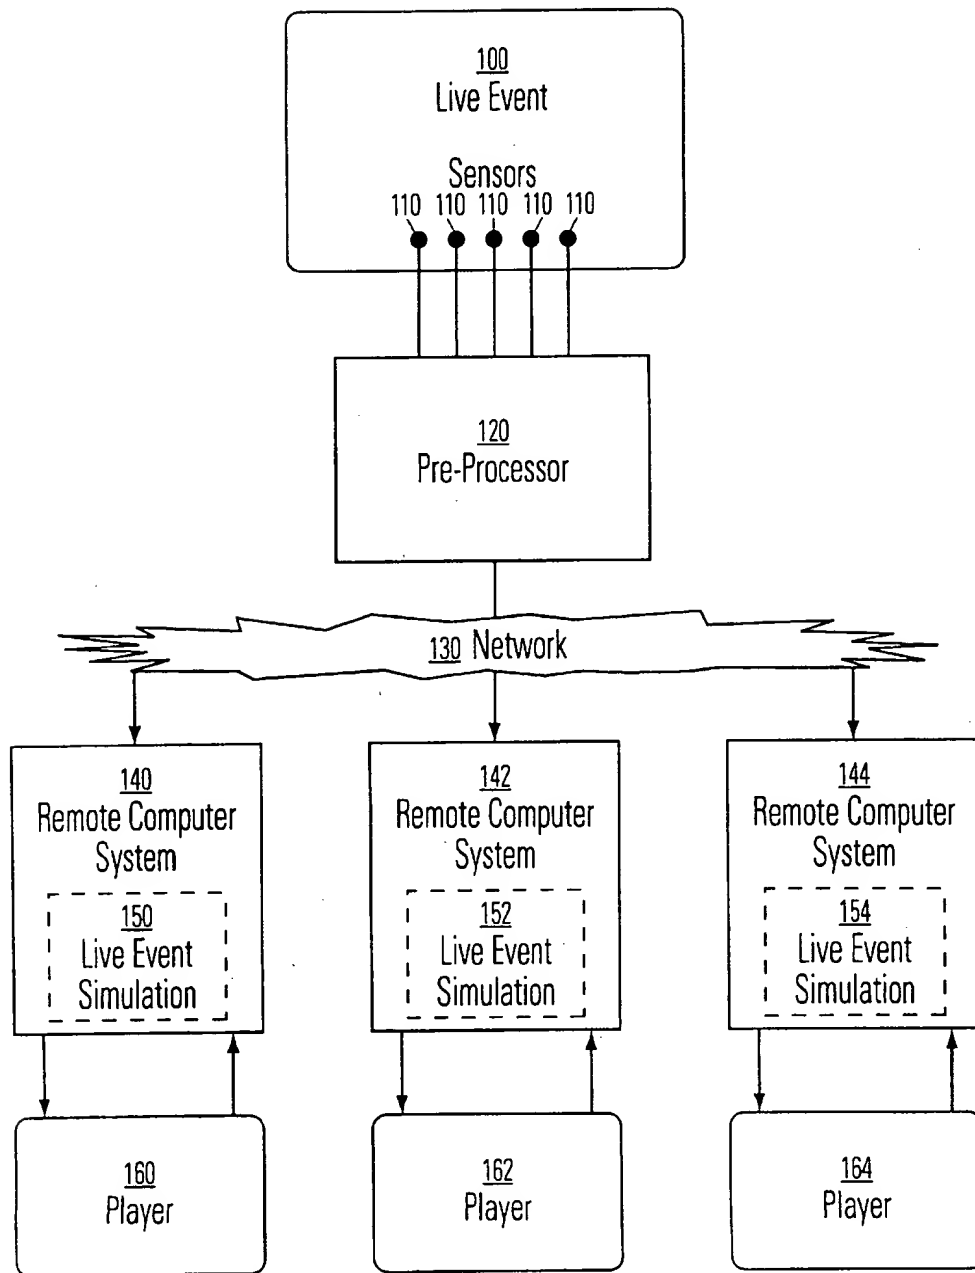 100
Live Event
Sensors
110 110 110 110 110
120
Pre-Processor
130 Network
140
Remote Computer
System
150
Live Event
Simulation
142
Remote Computer
System
152
Live Event
Simulation
144
Remote Computer
System
154
Live Event
Simulation
160
Player
162
Player
164
Player